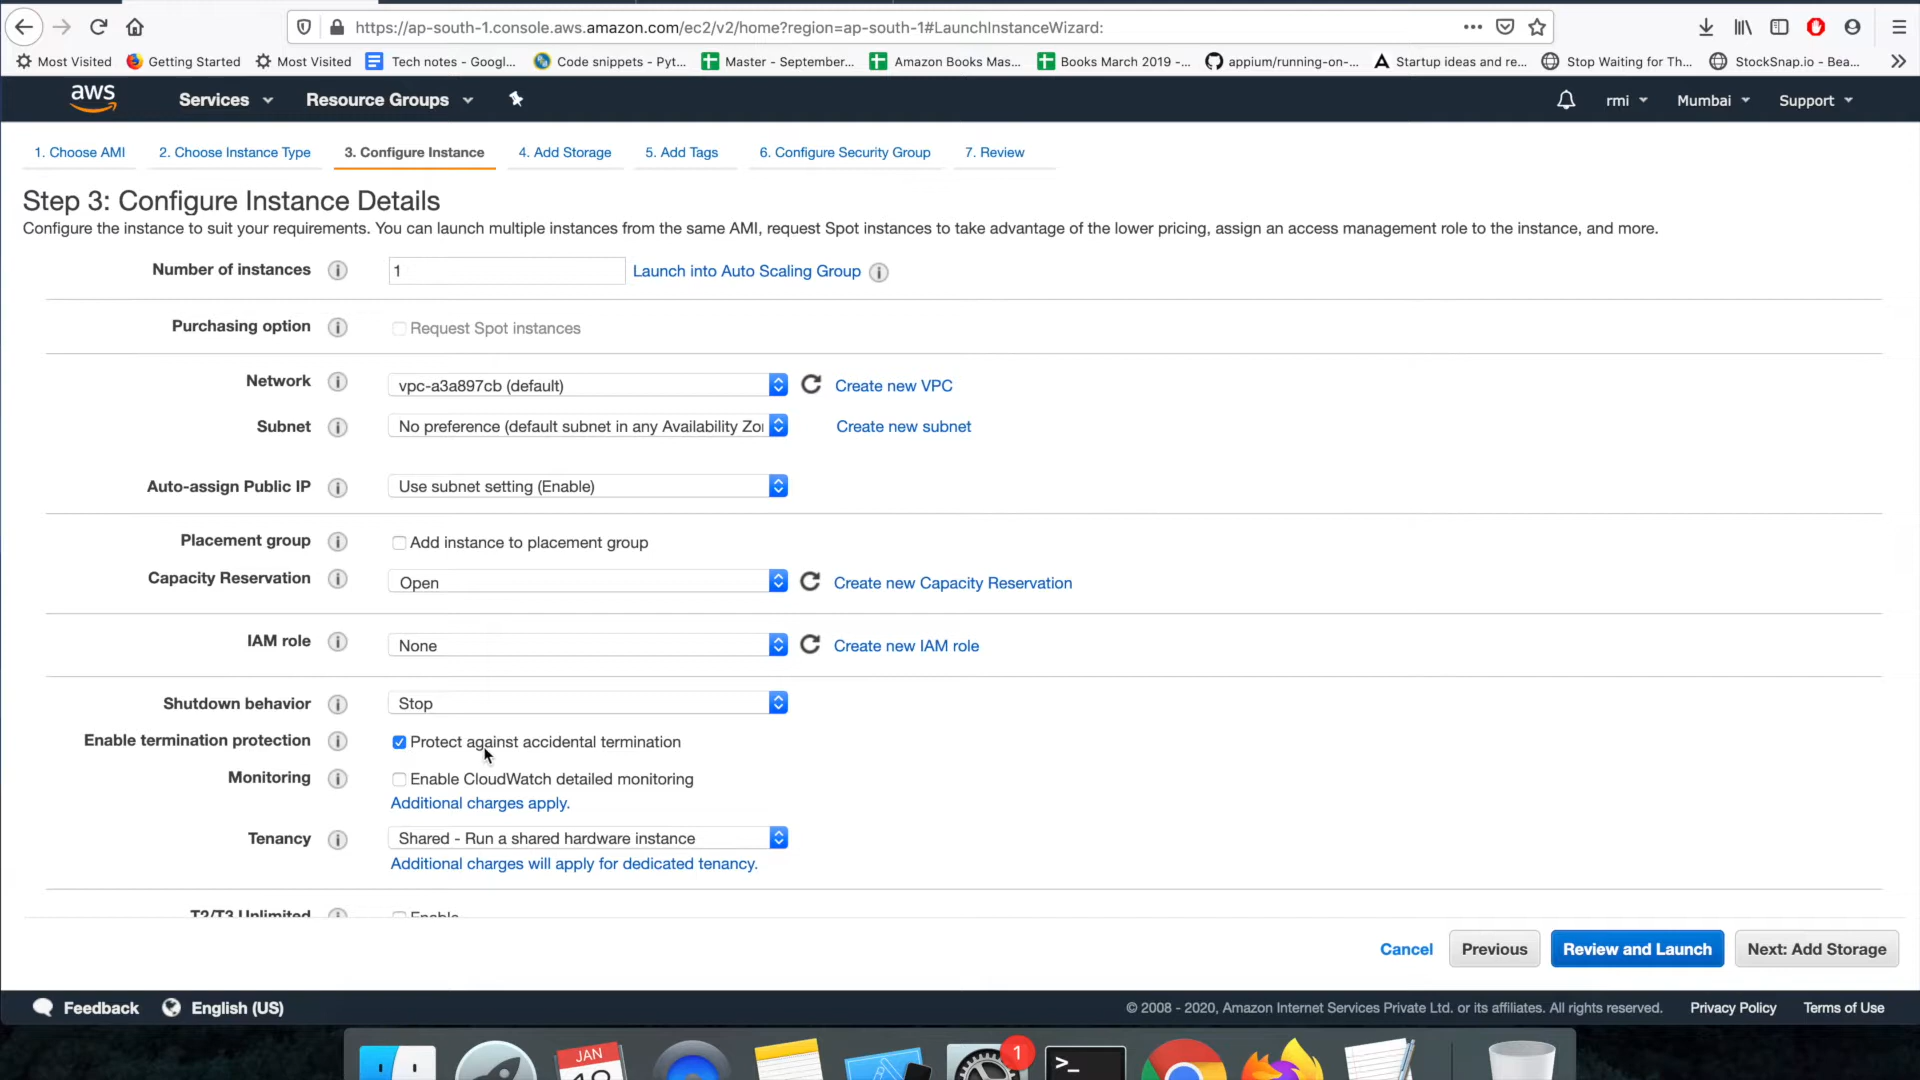 https://ap-south-1.console.aws.amazon.com/ec2/v2/home?region=ap-south-1#LaunchInstanceWizard:
Most Visited Getting Started Most Visited Tech notes - Googl... Code snippets - Pyt... Master - September... Amazon Books Mas... Books March 2019 -... appium/running-on-... Startup ideas and re... Stop Waiting for Th... StockSnap.io - Bea...
aws Services Resource Groups rmi Mumbai Support
1. Choose AMI 2. Choose Instance Type 3. Configure Instance 4. Add Storage 5. Add Tags 6. Configure Security Group 7. Review
Step 3: Configure Instance Details
Configure the instance to suit your requirements. You can launch multiple instances from the same AMI, request Spot instances to take advantage of the lower pricing, assign an access management role to the instance, and more.
Number of instances i 1 Launch into Auto Scaling Group i
Purchasing option i Request Spot instances
Network i vpc-a3a897cb (default) Create new VPC
Subnet i No preference (default subnet in any Availability Zo Create new subnet
Auto-assign Public IP i Use subnet setting (Enable)
Placement group i Add instance to placement group
Capacity Reservation i Open Create new Capacity Reservation
IAM role i None Create new IAM role
Shutdown behavior i Stop
Enable termination protection i Protect against accidental termination
Monitoring i Enable CloudWatch detailed monitoring
Additional charges apply.
Tenancy i Shared - Run a shared hardware instance
Additional charges will apply for dedicated tenancy.
T2/T3 Unlimited i Enable
Cancel Previous Review and Launch Next: Add Storage
Feedback English (US) © 2008 - 2020, Amazon Internet Services Private Ltd. or its affiliates. All rights reserved. Privacy Policy Terms of Use
JAN 1 >_